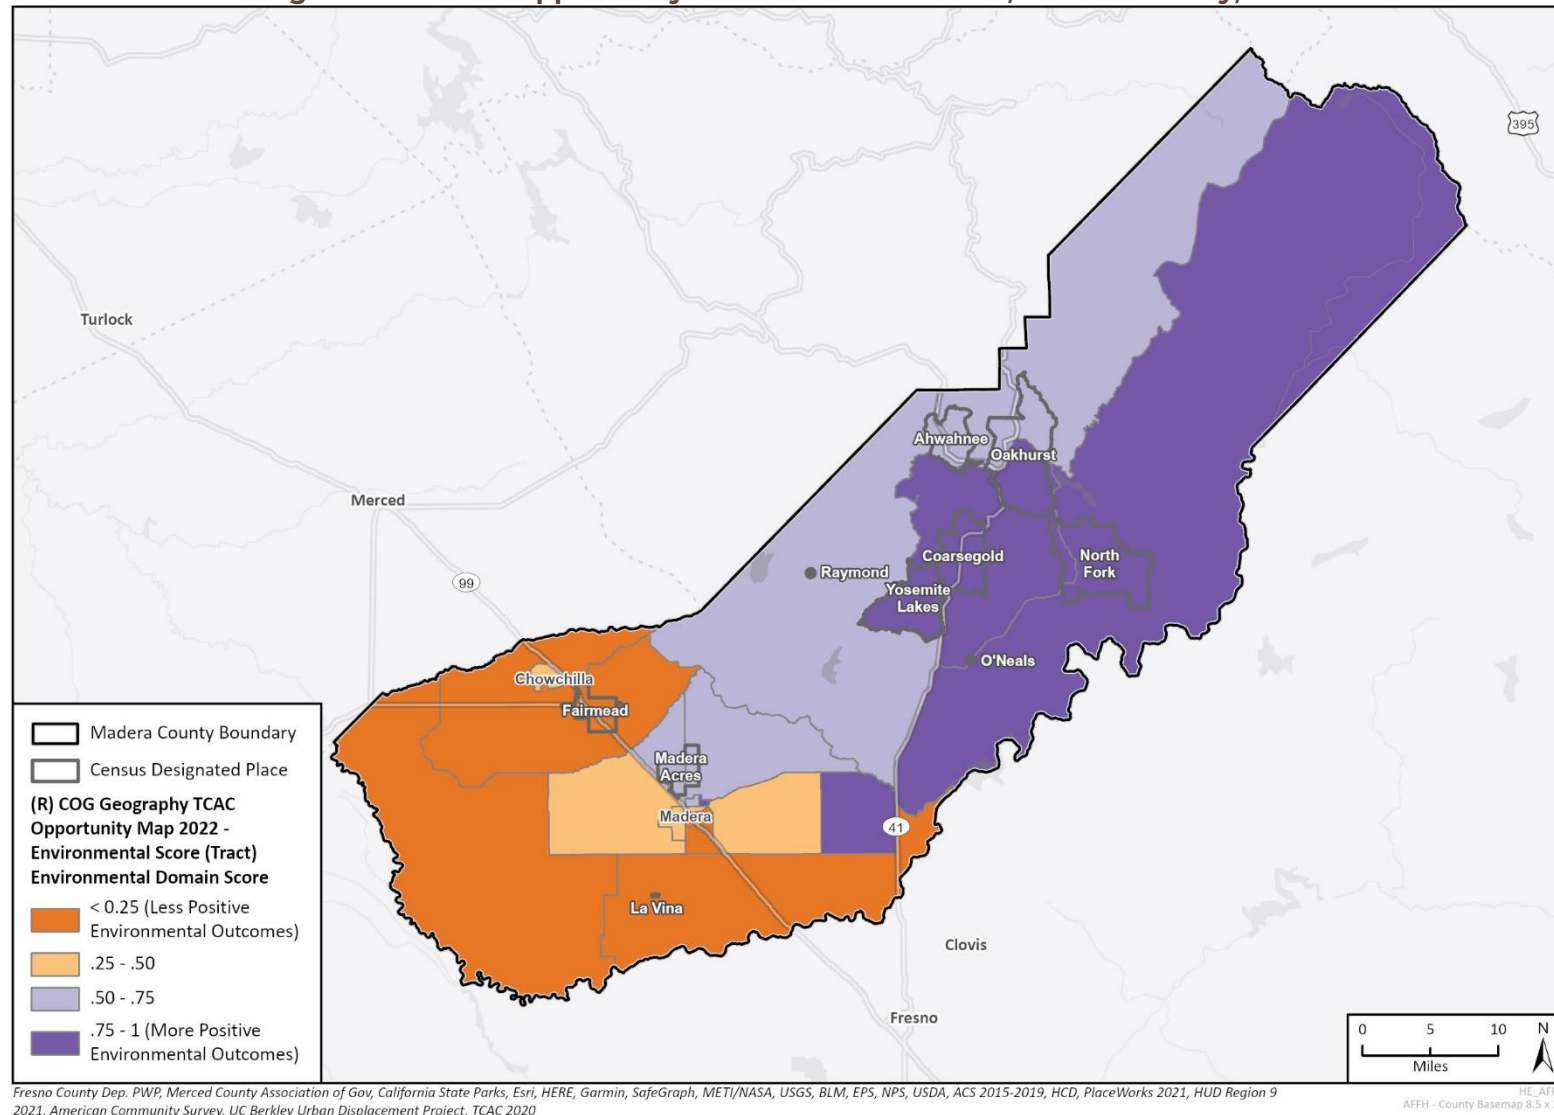 395
Turlock
Ahwahnee
Oakhurst
Merced
Coarsegold
North
Fork
Raymond
99
Yosemite
Lakes
O'Neals
Chowchilla
Fairmead
Madera
Acres
Madera
41
La Vina
Clovis
Fresno
Madera County Boundary
Census Designated Place
(R) COG Geography TCAC
Opportunity Map 2022 -
Environmental Score (Tract)
Environmental Domain Score
< 0.25 (Less Positive
Environmental Outcomes)
.25 - .50
.50 - .75
.75 - 1 (More Positive
Environmental Outcomes)
0 5 10
Miles
N
Fresno County Dep. PWP, Merced County Association of Gov, California State Parks, Esri, HERE, Garmin, SafeGraph, METI/NASA, USGS, BLM, EPS, NPS, USDA, ACS 2015-2019, HCD, PlaceWorks 2021, HUD Region 9
2021, American Community Survey, UC Berkley Urban Displacement Project, TCAC 2020
AFFH - County Basemap 8.5 x